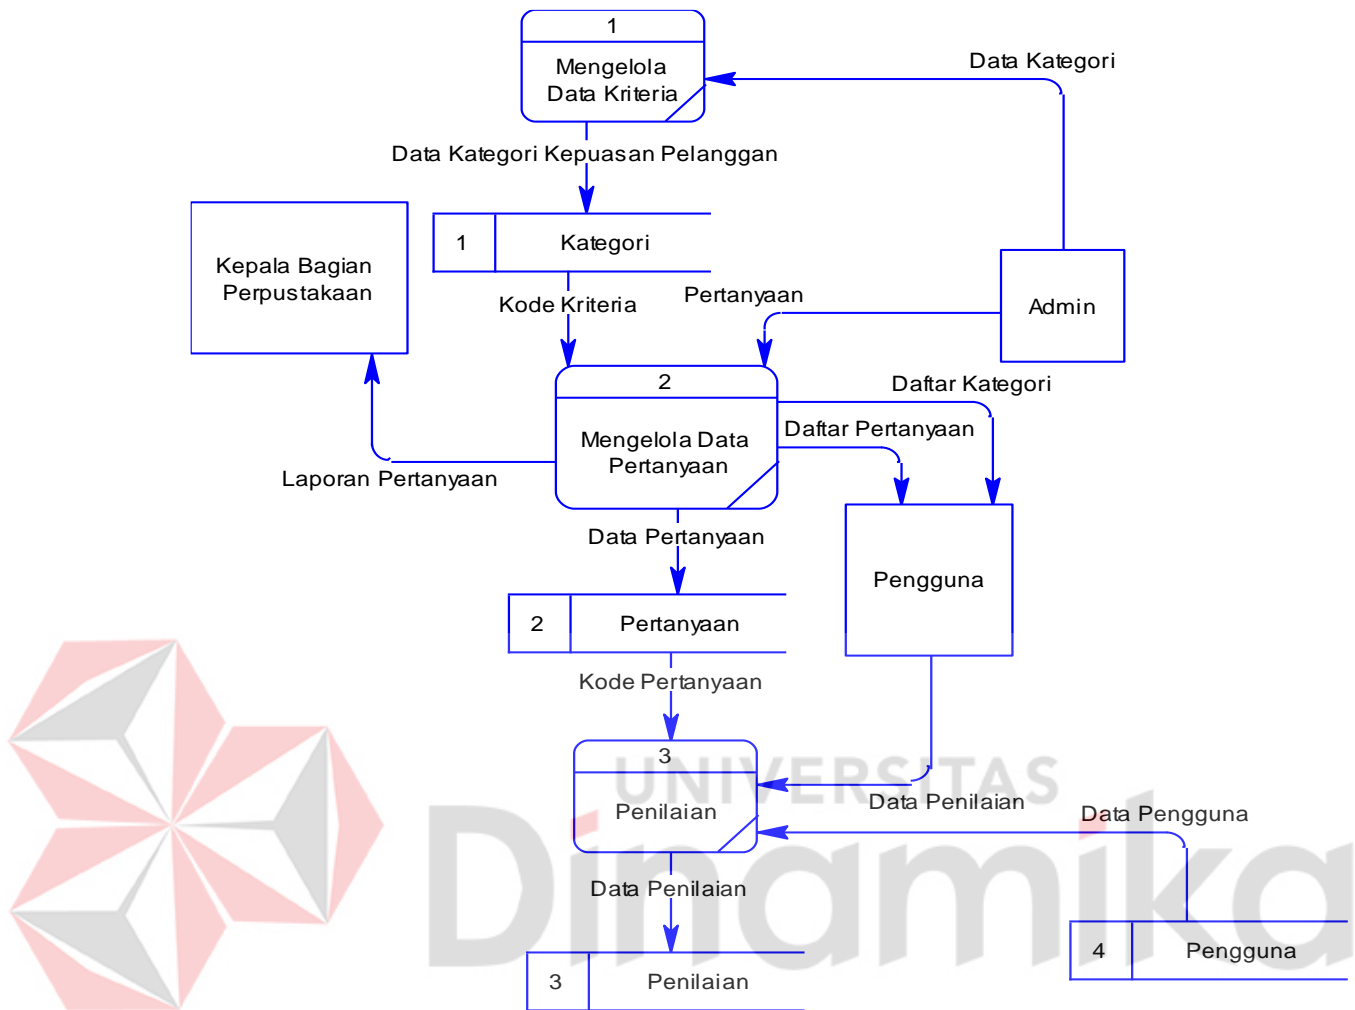 1
Mengelola
Data Kriteria
Data Kategori
Data Kategori Kepuasan Pelanggan
1 Kategori
Kepala Bagian
Perpustakaan
Kode Kriteria
Pertanyaan
Admin
2
Mengelola Data
Pertanyaan
Daftar Kategori
Daftar Pertanyaan
Laporan Pertanyaan
Data Pertanyaan
Pengguna
2 Pertanyaan
Kode Pertanyaan
3
Penilaian
UNIVERSITAS
Dinamika
Data Penilaian
Data Pengguna
Data Penilaian
4 Pengguna
3 Penilaian